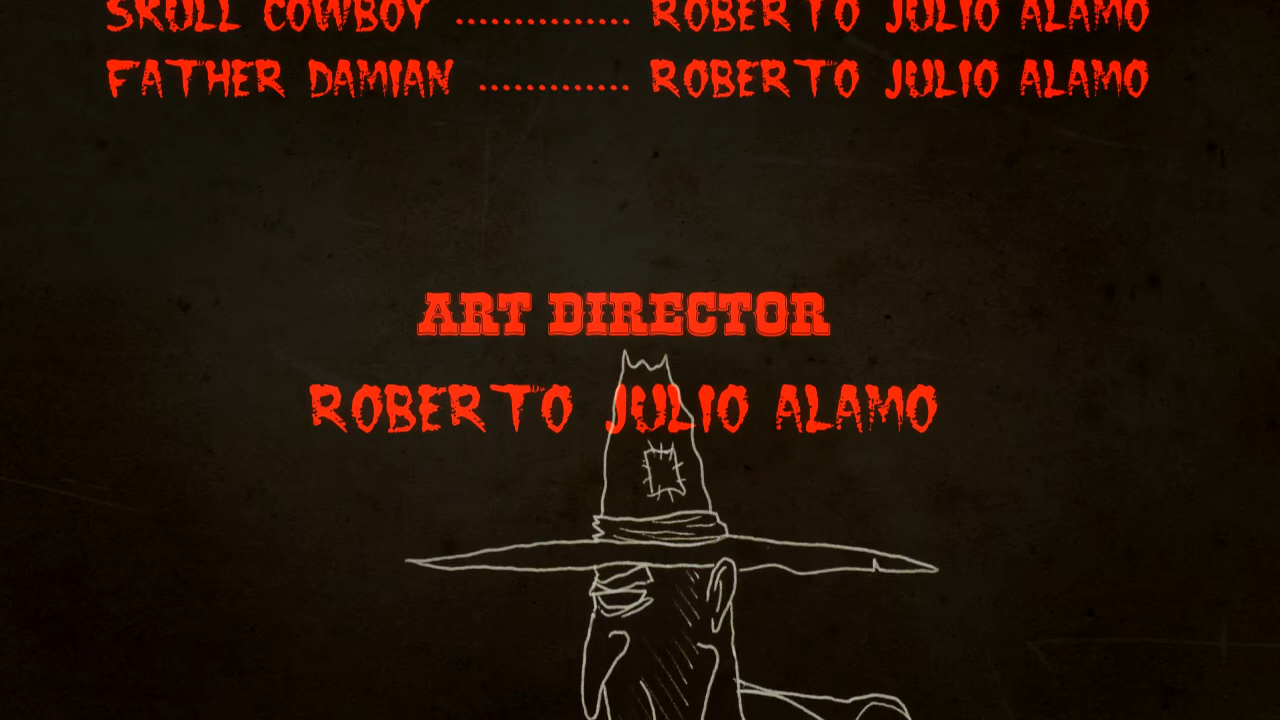 SKULL COWBOY ............... ROBERTO JULIO ALAMO
FATHER DAMIAN ............. ROBERTO JULIO ALAMO
ART DIRECTOR
ROBERTO JULIO ALAMO